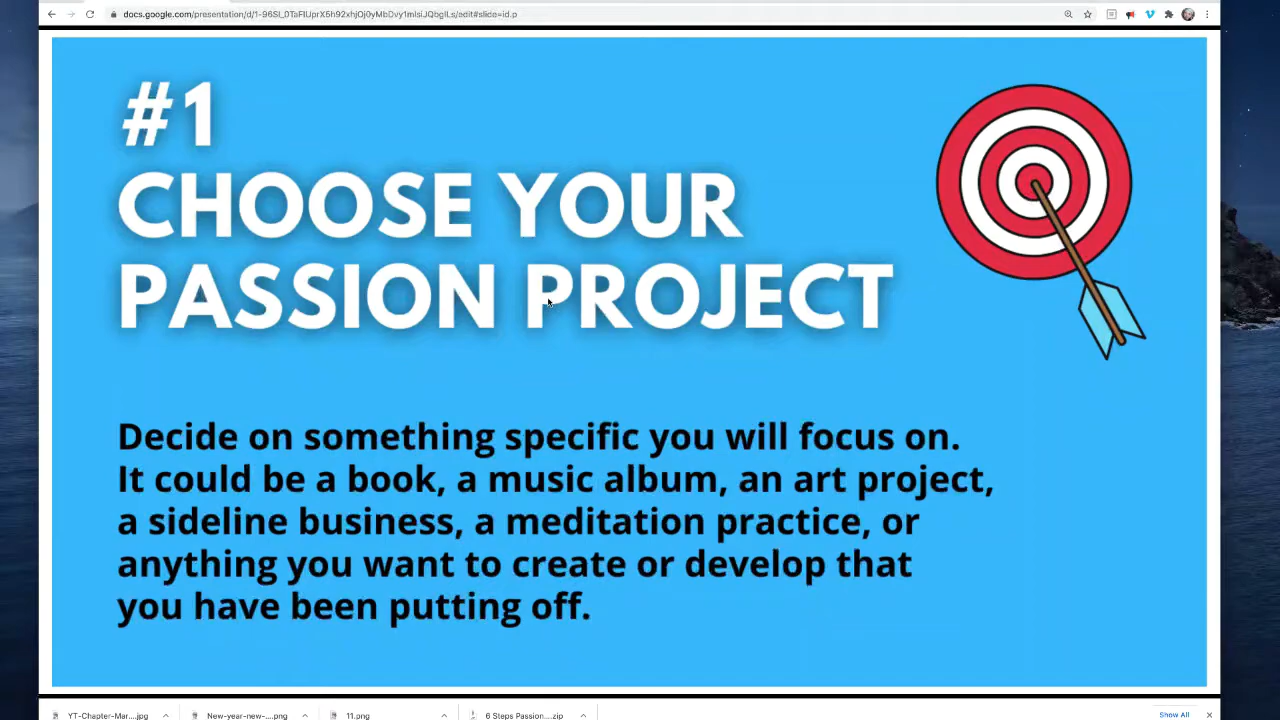 #1
CHOOSE YOUR
PASSION PROJECT
Decide on something specific you will focus on.
It could be a book, a music album, an art project,
a sideline business, a meditation practice, or
anything you want to create or develop that
you have been putting off.
YT-Chapter-Mar....jpg
New-year-new-....png
11.png
6 Steps Passion....zip
Show All